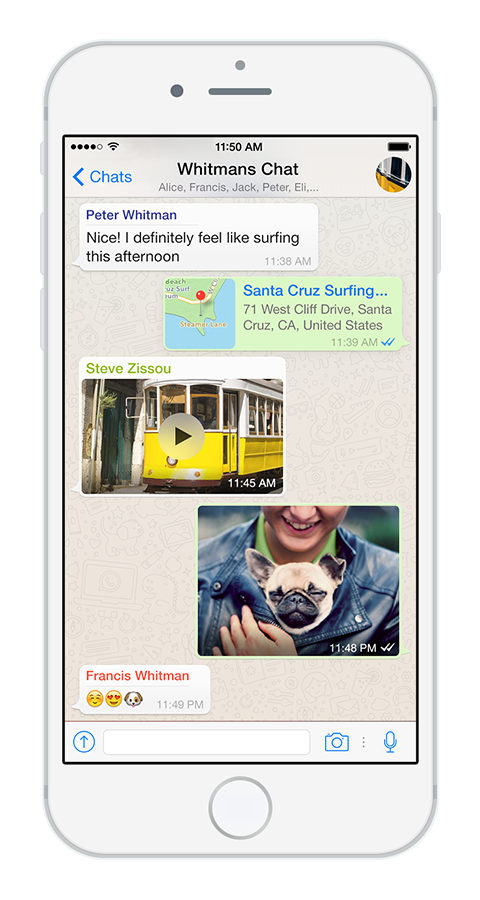 11:50 AM
Chats
Whitmans Chat
Alice, Francis, Jack, Peter, Eli,...
Peter Whitman
Nice! I definitely feel like surfing
this afternoon
11:38 AM
deach
uz Surf
um
Steamer Lane
Santa Cruz Surfing...
71 West Cliff Drive, Santa
Cruz, CA, United States
11:39 AM
Steve Zissou
11:45 AM
11:48 PM
Francis Whitman
11:49 PM